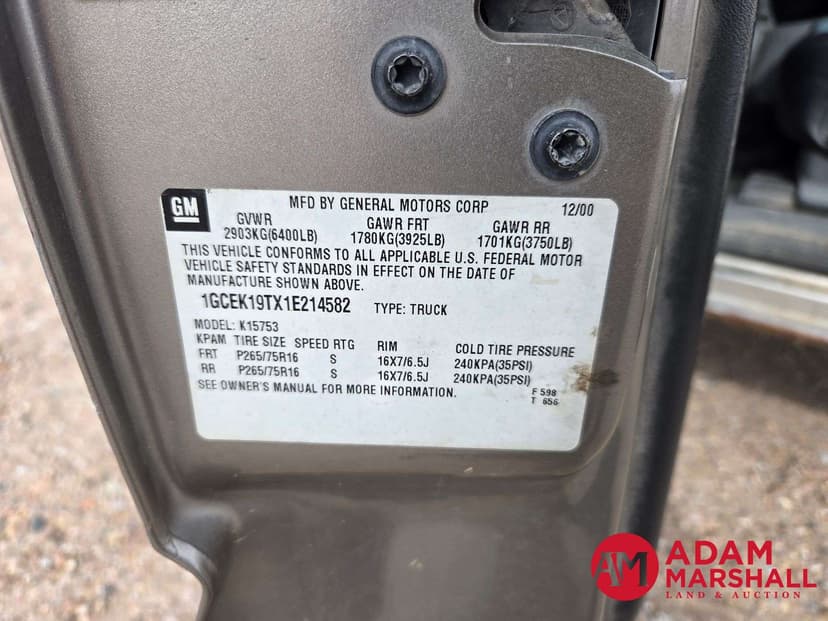 GM
MFD BY GENERAL MOTORS CORP 12/00
GVWR GAWR FRT GAWR RR
2903KG(6400LB) 1780KG(3925LB) 1701KG(3750LB)
THIS VEHICLE CONFORMS TO ALL APPLICABLE U.S. FEDERAL MOTOR
VEHICLE SAFETY STANDARDS IN EFFECT ON THE DATE OF
MANUFACTURE SHOWN ABOVE.
1GCEK19TX1E214582 TYPE: TRUCK
MODEL: K15753
KPAM TIRE SIZE SPEED RTG RIM COLD TIRE PRESSURE
FRT P265/75R16 S 16X7/6.5J 240KPA(35PSI)
RR P265/75R16 S 16X7/6.5J 240KPA(35PSI)
SEE OWNER'S MANUAL FOR MORE INFORMATION. F 598
T 656
AM ADAM
MARSHALL
LAND & AUCTION